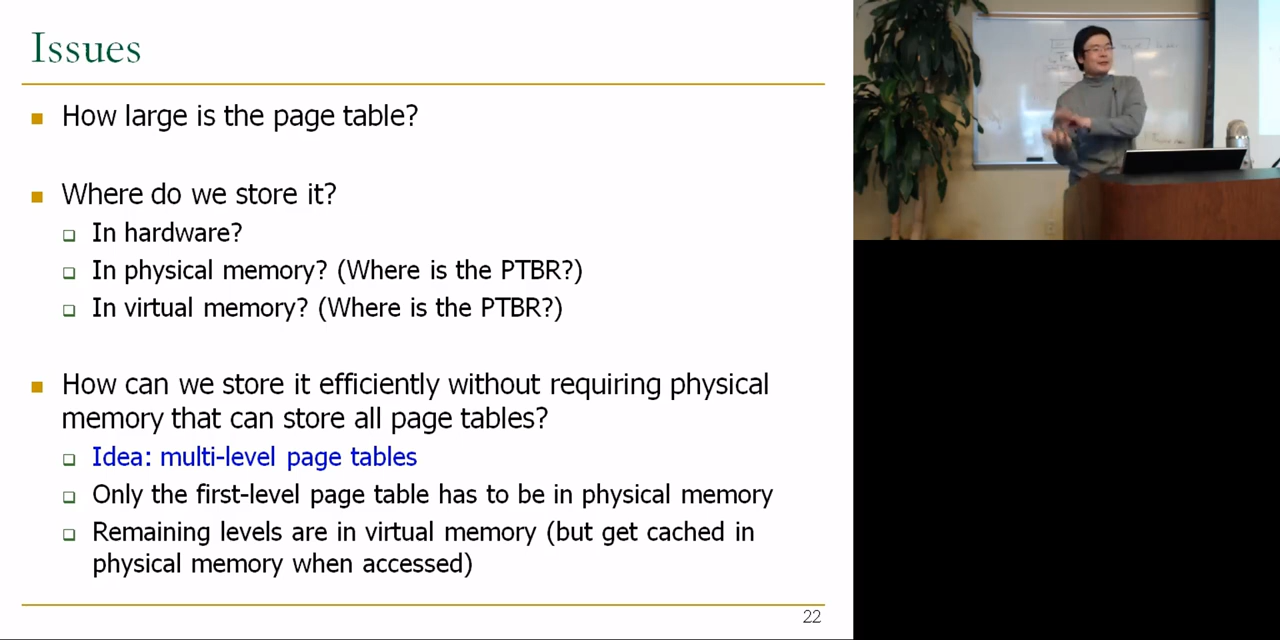 Issues
How large is the page table?
Where do we store it?
In hardware?
In physical memory? (Where is the PTBR?)
In virtual memory? (Where is the PTBR?)
How can we store it efficiently without requiring physical
memory that can store all page tables?
Idea: multi-level page tables
Only the first-level page table has to be in physical memory
Remaining levels are in virtual memory (but get cached in
physical memory when accessed)
22